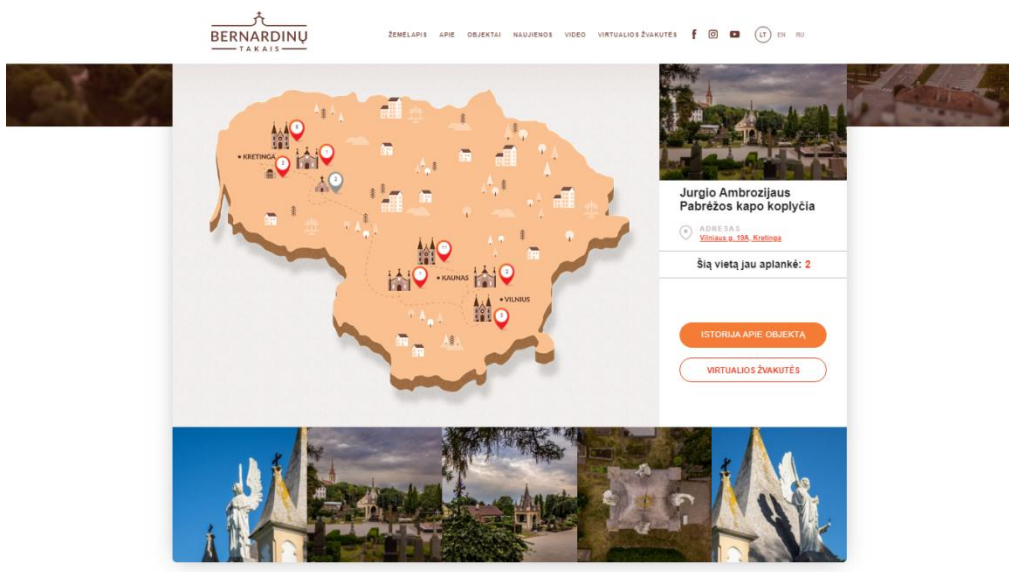 BERNARDINŲ
TAKAIS
ŽEMĖLAPIS APIE OBJEKTAI NAUJIENOS VIDEO VIRTUALIOS ŽVAKUTĖS LT EN RU
• KRETINGA
• KAUNAS
• VILNIUS
Jurgio Ambrozijaus
Pabrėžos kapo koplyčia
ADRESAS
Vilniaus g. 19A, Kretinga
Šią vietą jau aplankė: 2
ISTORIJA APIE OBJEKTĄ
VIRTUALIOS ŽVAKUTĖS